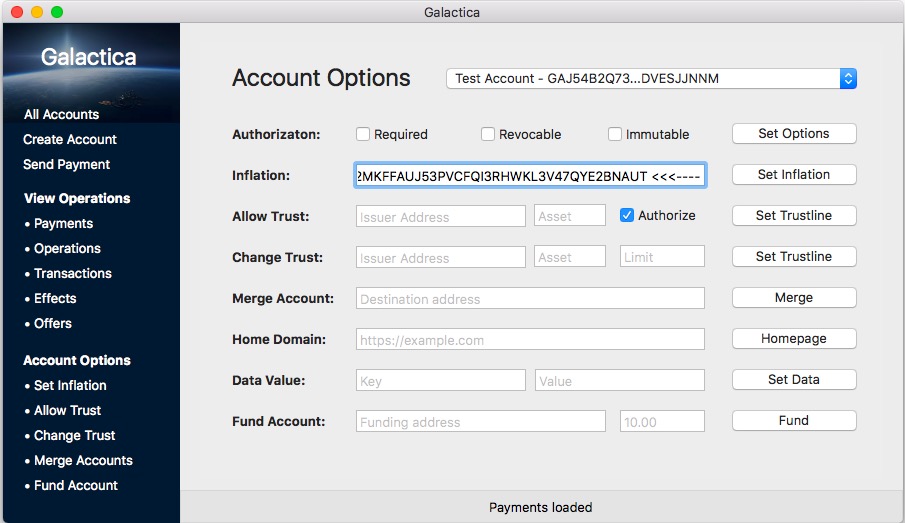 Galactica
Galactica
All Accounts
Create Account
Send Payment
View Operations
• Payments
• Operations
• Transactions
• Effects
• Offers
Account Options
• Set Inflation
• Allow Trust
• Change Trust
• Merge Accounts
• Fund Account
Account Options Test Account - GAJ54B2Q73...DVESJJNNM
Authorizaton: Required Revocable Immutable Set Options
Inflation: 2MKFFAUJ53PVCFQI3RHWKL3V47QYE2BNAUT <<<---- Set Inflation
Allow Trust: Issuer Address Asset Authorize Set Trustline
Change Trust: Issuer Address Asset Limit Set Trustline
Merge Account: Destination address Merge
Home Domain: https://example.com Homepage
Data Value: Key Value Set Data
Fund Account: Funding address 10.00 Fund
Payments loaded